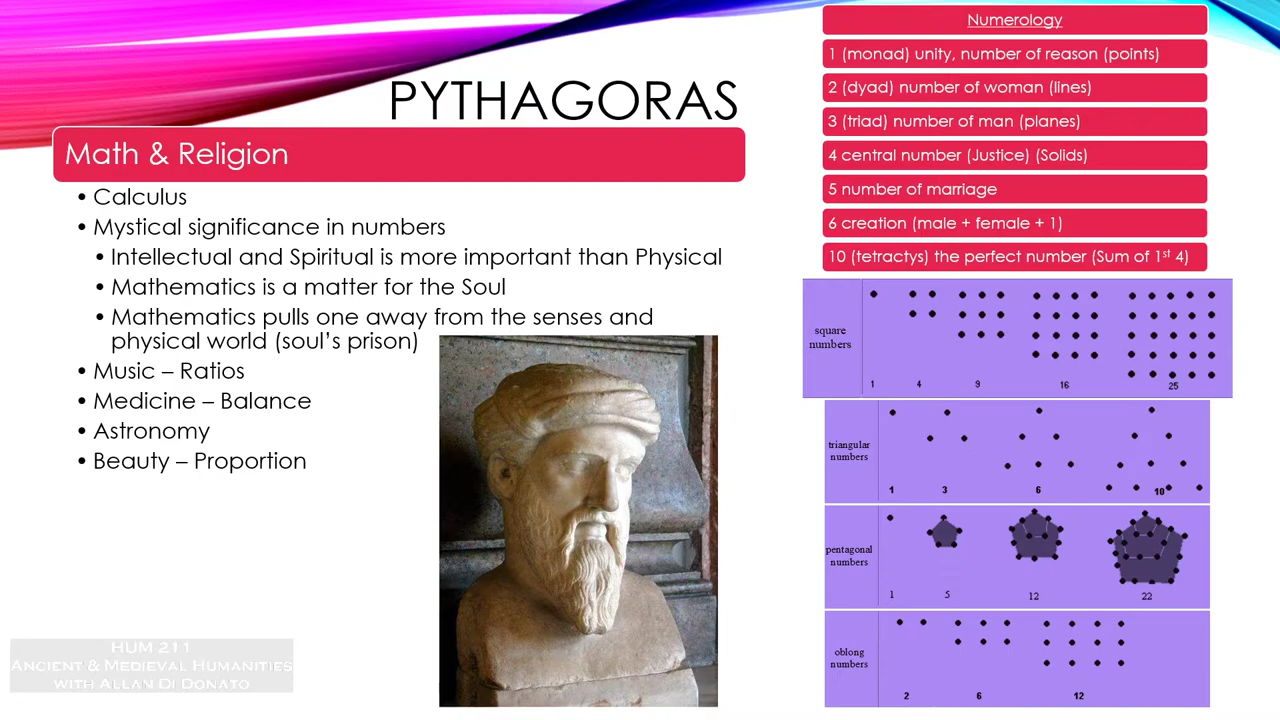 PYTHAGORAS
Math & Religion
• Calculus
• Mystical significance in numbers
• Intellectual and Spiritual is more important than Physical
• Mathematics is a matter for the Soul
• Mathematics pulls one away from the senses and
physical world (soul's prison)
• Music – Ratios
• Medicine – Balance
• Astronomy
• Beauty – Proportion
Numerology
1 (monad) unity, number of reason (points)
2 (dyad) number of woman (lines)
3 (triad) number of man (planes)
4 central number (Justice) (Solids)
5 number of marriage
6 creation (male + female + 1)
10 (tetractys) the perfect number (Sum of 1st 4)
square
numbers
1 4 9 16 25
triangular
numbers
1 3 6 10
pentagonal
numbers
1 5 12 22
oblong
numbers
2 6 12
HUM 211
Ancient & Medieval Humanities
with Allan Di Donato